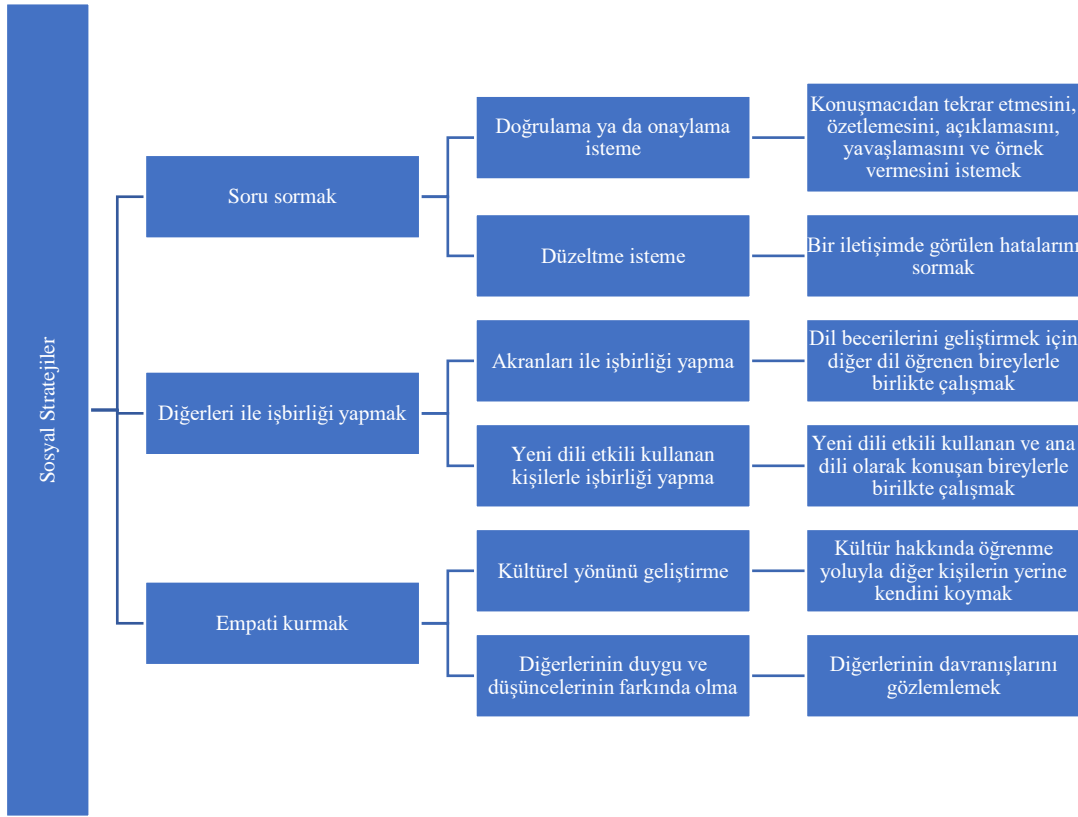 Sosyal Stratejiler
Soru sormak
Doğrulama ya da onaylama
isteme
Konuşmacıdan tekrar etmesini,
özetlemesini, açıklamasını,
yavaşlamasını ve örnek
vermesini istemek
Düzeltme isteme
Bir iletişimde görülen hatalarını
sormak
Diğerleri ile işbirliği yapmak
Akranları ile işbirliği yapma
Dil becerilerini geliştirmek için
diğer dil öğrenen bireylerle
birlikte çalışmak
Yeni dili etkili kullanan
kişilerle işbirliği yapma
Yeni dili etkili kullanan ve ana
dili olarak konuşan bireylerle
birilkte çalışmak
Empati kurmak
Kültürel yönünü geliştirme
Kültür hakkında öğrenme
yoluyla diğer kişilerin yerine
kendini koymak
Diğerlerinin duygu ve
düşüncelerinin farkında olma
Diğerlerinin davranışlarını
gözlemlemek